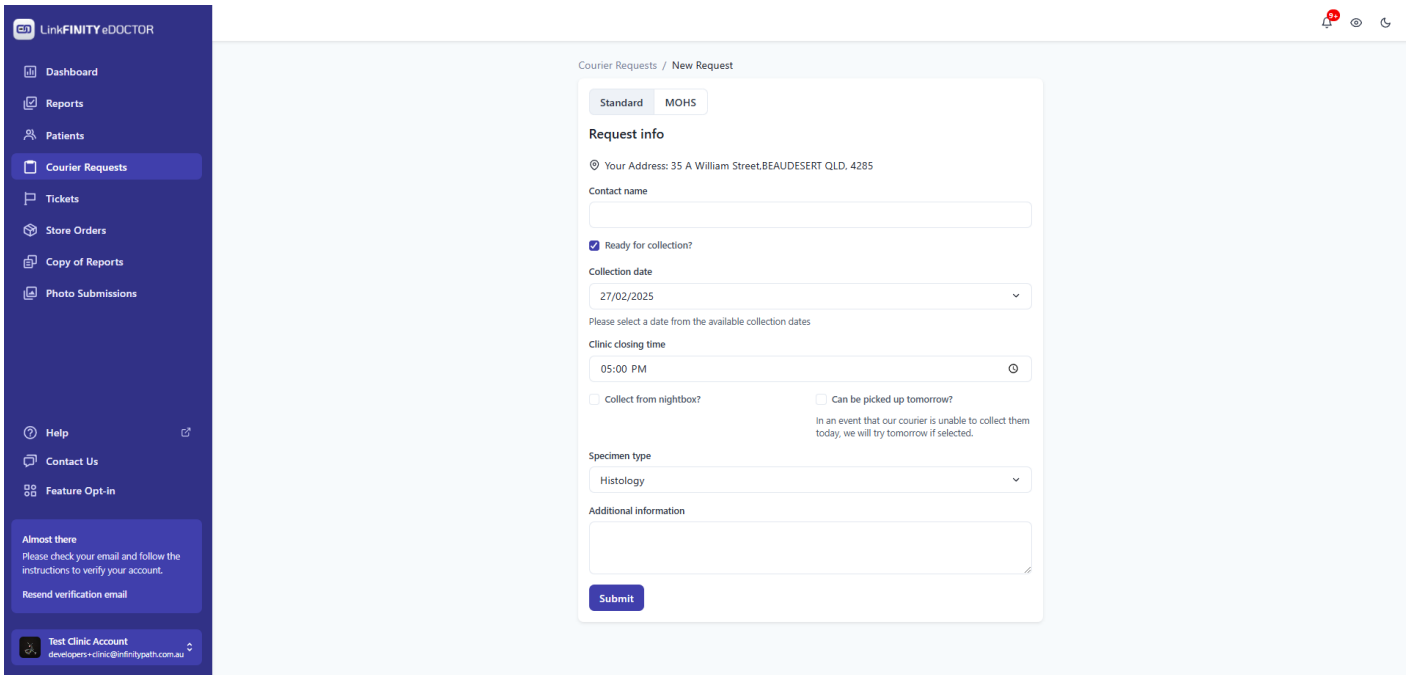 LinkFINITY eDOCTOR
Dashboard
Reports
Patients
Courier Requests
Tickets
Store Orders
Copy of Reports
Photo Submissions
Help
Contact Us
Feature Opt-in
Almost there
Please check your email and follow the
instructions to verify your account.
Resend verification email
Test Clinic Account
developers+clinic@infinitypath.com.au
9+
Courier Requests / New Request
Standard MOHS
Request info
Your Address: 35 A William Street,BEAUDESERT QLD, 4285
Contact name
Ready for collection?
Collection date
27/02/2025
Please select a date from the available collection dates
Clinic closing time
05:00 PM
Collect from nightbox? Can be picked up tomorrow?
In an event that our courier is unable to collect them
today, we will try tomorrow if selected.
Specimen type
Histology
Additional information
Submit